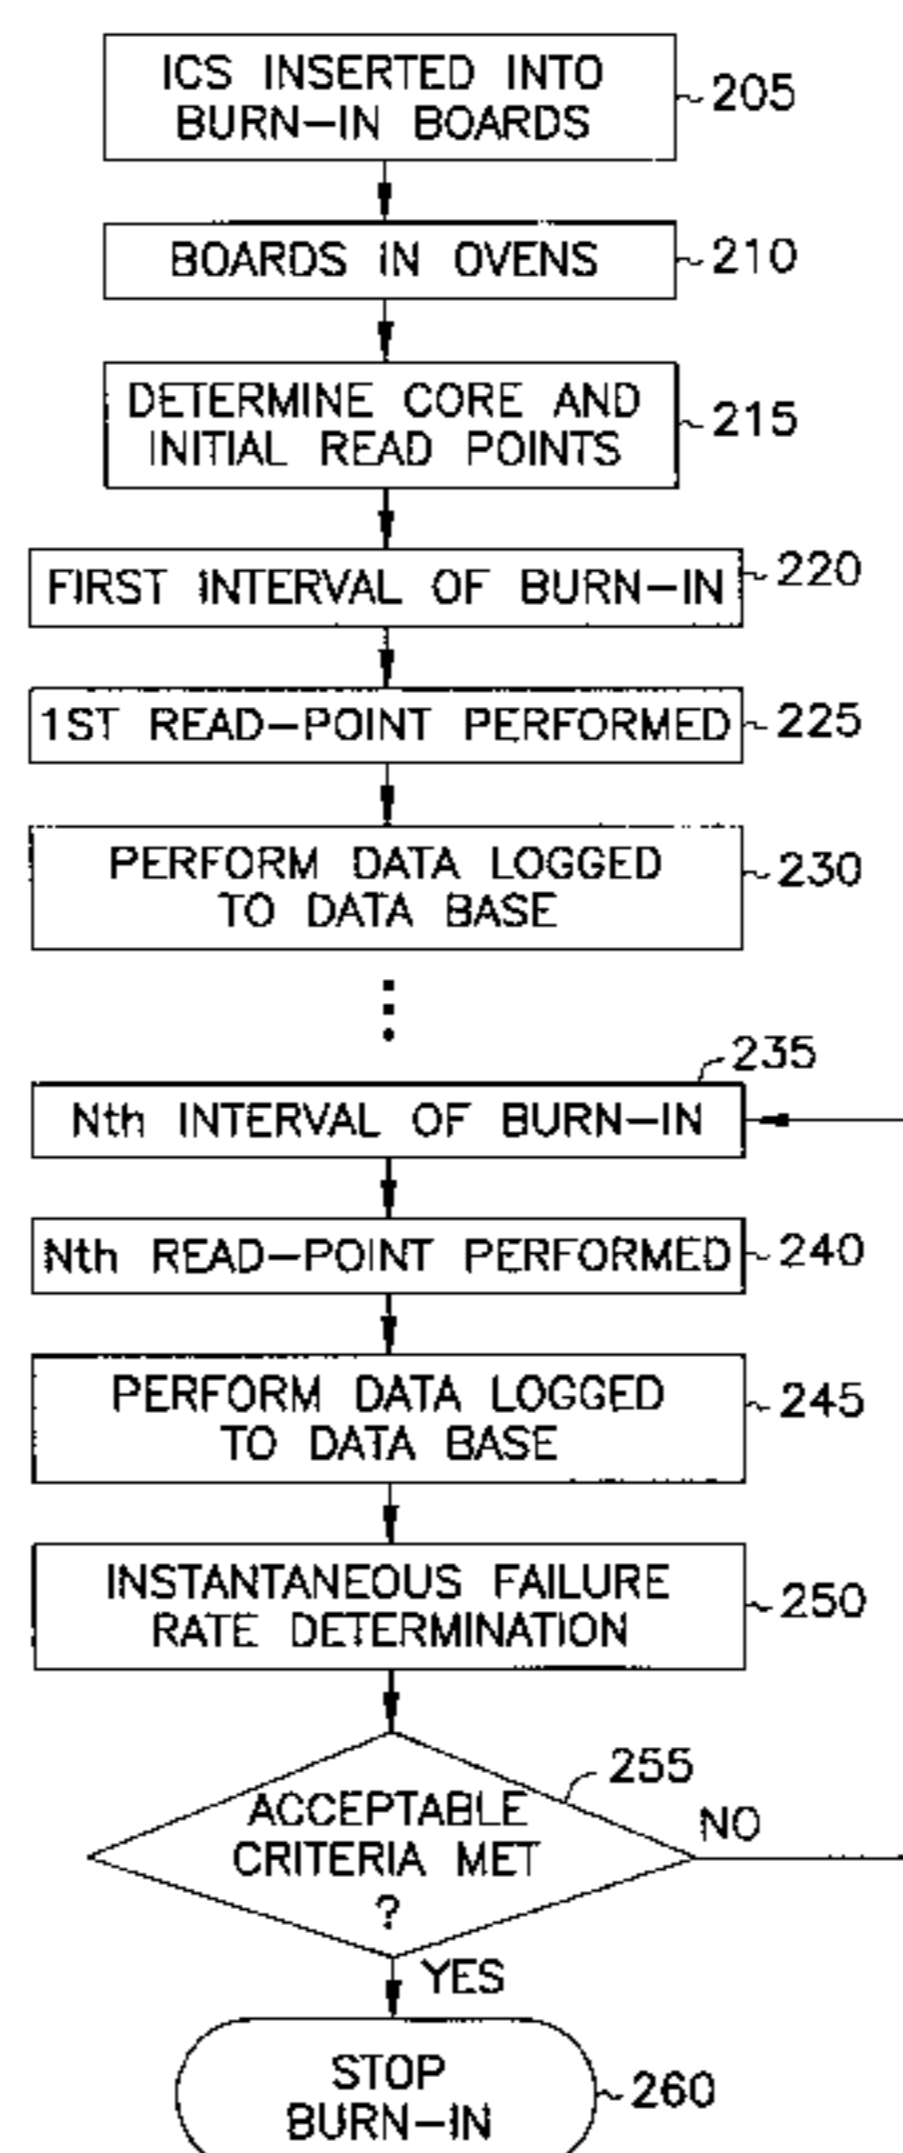 ICS INSERTED INTO
BURN-IN BOARDS
205
BOARDS IN OVENS
210
DETERMINE CORE AND
INITIAL READ POINTS
215
FIRST INTERVAL OF BURN-IN
220
1ST READ-POINT PERFORMED
225
PERFORM DATA LOGGED
TO DATA BASE
230
235
Nth INTERVAL OF BURN-IN
Nth READ-POINT PERFORMED
240
PERFORM DATA LOGGED
TO DATA BASE
245
INSTANTANEOUS FAILURE
RATE DETERMINATION
250
255
ACCEPTABLE
CRITERIA MET
?
NO
YES
STOP
BURN-IN
260